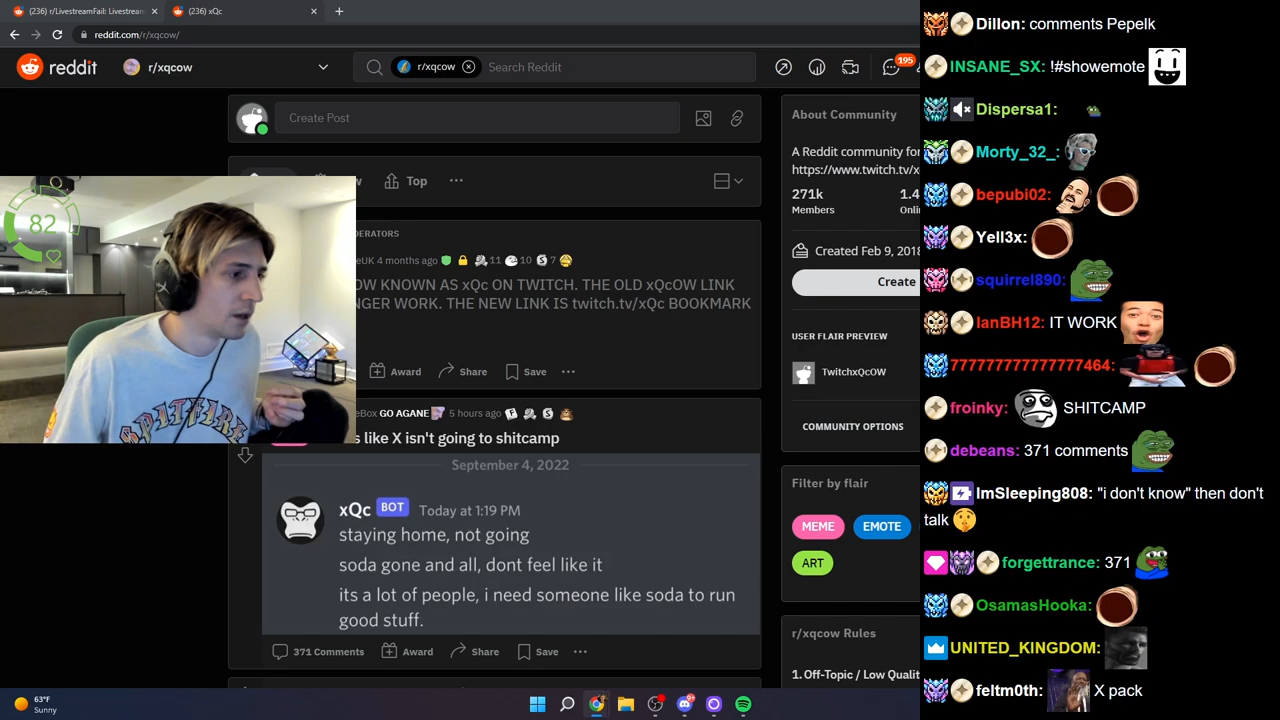 (236) r/LivestreamFail: Livestream
(236) xQc
reddit.com/r/xqcow/
reddit
r/xqcow
r/xqcow
Search Reddit
195
Create Post
Top
ERATORS
eUK 4 months ago 11 10 7
OW KNOWN AS xQc ON TWITCH. THE OLD xQcOW LINK
NGER WORK. THE NEW LINK IS twitch.tv/xQc BOOKMARK
Award
Share
Save
82
SPITFIRE
eBox GO AGANE 5 hours ago
s like X isn't going to shitcamp
September 4, 2022
xQc BOT Today at 1:19 PM
staying home, not going
soda gone and all, dont feel like it
its a lot of people, i need someone like soda to run
good stuff.
371 Comments
Award
Share
Save
About Community
A Reddit community for
https://www.twitch.tv/x
271k
1.4
Members
Onli
Created Feb 9, 2018
Create
USER FLAIR PREVIEW
TwitchxQcOW
COMMUNITY OPTIONS
Filter by flair
MEME
EMOTE
ART
r/xqcow Rules
1. Off-Topic / Low Qualit
63°F
Sunny
Dillon: comments Pepelk
INSANE_SX: !#showemote
Dispersa1:
Morty_32_:
bepubi02:
Yell3x:
squirrel890:
IanBH12: IT WORK
777777777777777464:
froinky: SHITCAMP
debeans: 371 comments
ImSleeping808: "i don't know" then don't
talk
forgettrance: 371
OsamasHooka:
UNITED_KINGDOM:
feltm0th: X pack